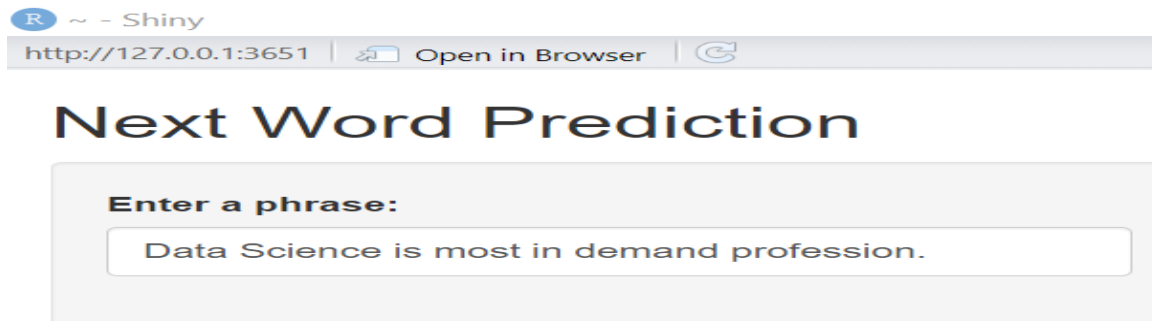 R ~ - Shiny
http://127.0.0.1:3651 Open in Browser
Next Word Prediction
Enter a phrase:
Data Science is most in demand profession.